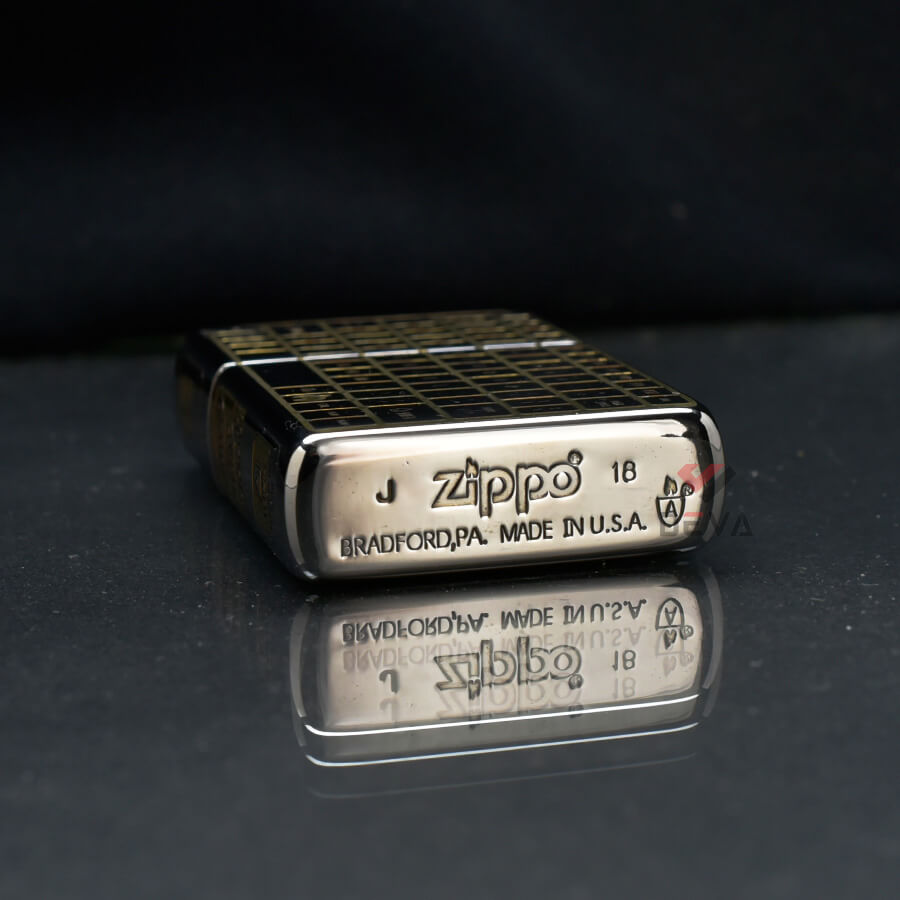 J zippo® 18
BRADFORD, PA. MADE IN U.S.A. A®